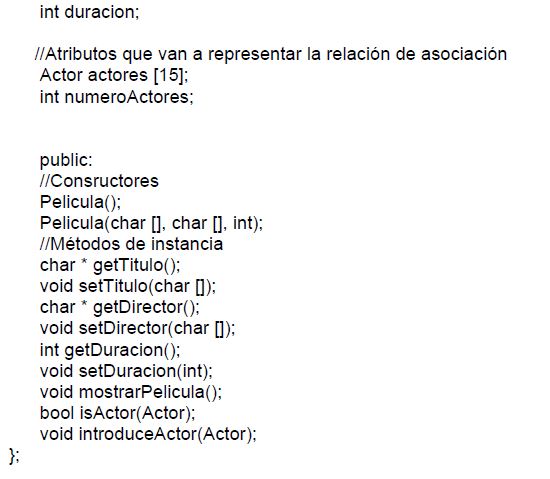 int duracion;
//Atributos que van a representar la relación de asociación
Actor actores [15];
int numeroActores;
public:
//Consructores
Pelicula();
Pelicula(char [], char [], int);
//Métodos de instancia
char * getTitulo();
void setTitulo(char []);
char * getDirector();
void setDirector(char []);
int getDuracion();
void setDuracion(int);
void mostrarPelicula();
bool isActor(Actor);
void introduceActor(Actor);
};